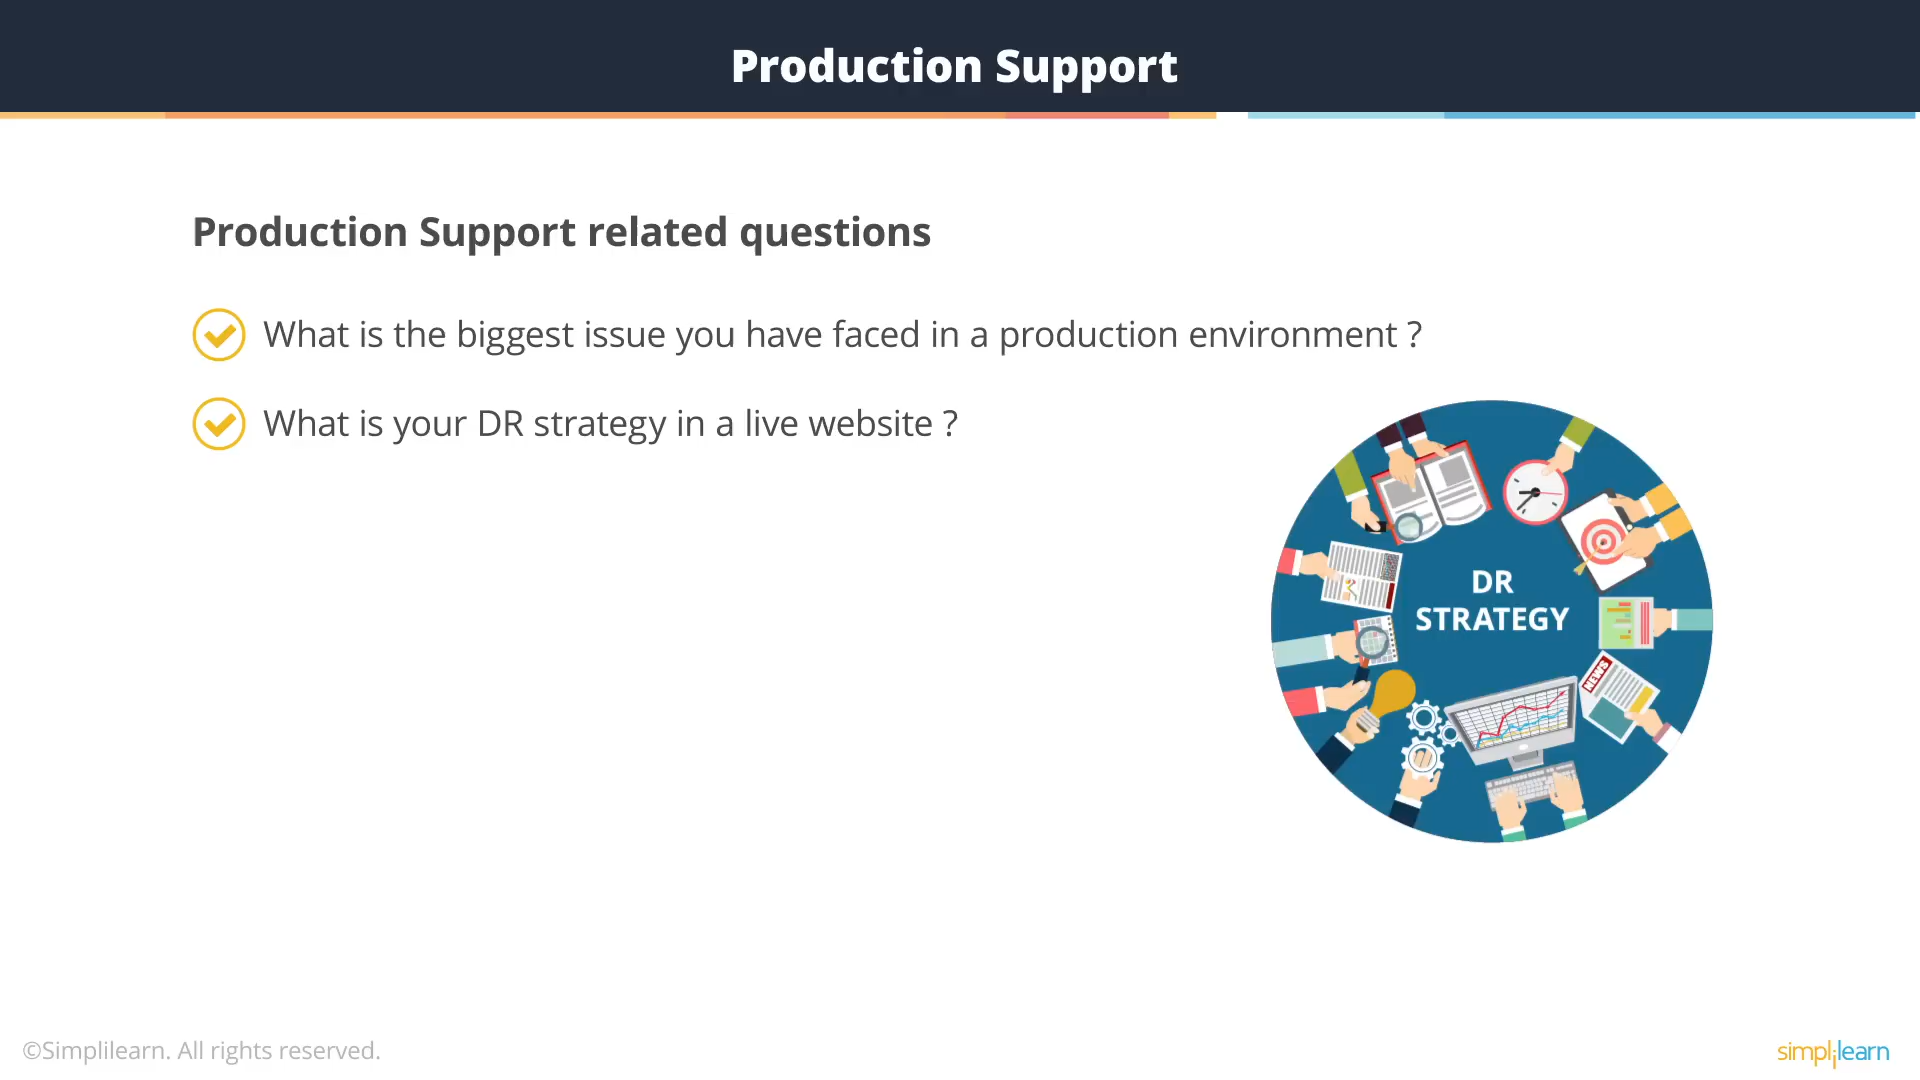 Production Support
Production Support related questions
What is the biggest issue you have faced in a production environment ?
What is your DR strategy in a live website ?
DR
STRATEGY
NEWS
©Simplilearn. All rights reserved.
simplilearn